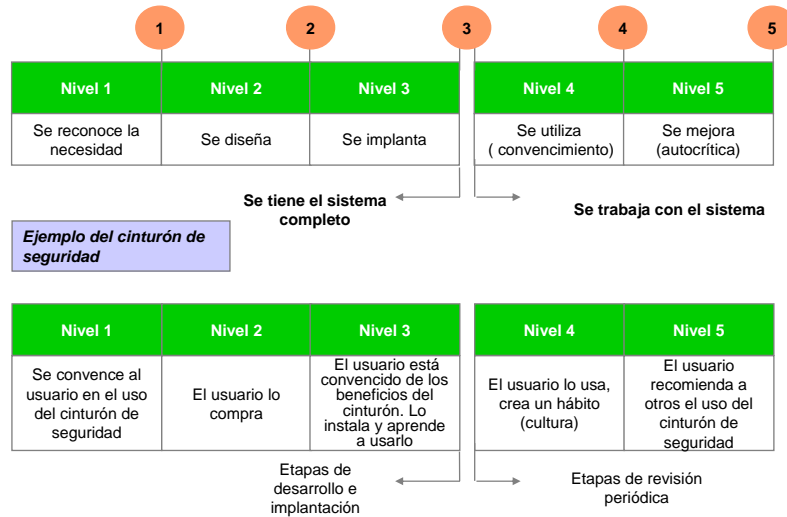 1 2 3 4 5
Nivel 1 Nivel 2 Nivel 3 Nivel 4 Nivel 5
Se reconoce la
necesidad
Se diseña
Se implanta
Se utiliza
( convencimiento)
Se mejora
(autocrítica)
Se tiene el sistema
completo
Se trabaja con el sistema
Ejemplo del cinturón de
seguridad
Nivel 1 Nivel 2 Nivel 3 Nivel 4 Nivel 5
Se convence al
usuario en el uso
del cinturón de
seguridad
El usuario lo
compra
El usuario está
convencido de los
beneficios del
cinturón. Lo
instala y aprende
a usarlo
El usuario lo usa,
crea un hábito
(cultura)
El usuario
recomienda a
otros el uso del
cinturón de
seguridad
Etapas de
desarrollo e
implantación
Etapas de revisión
periódica